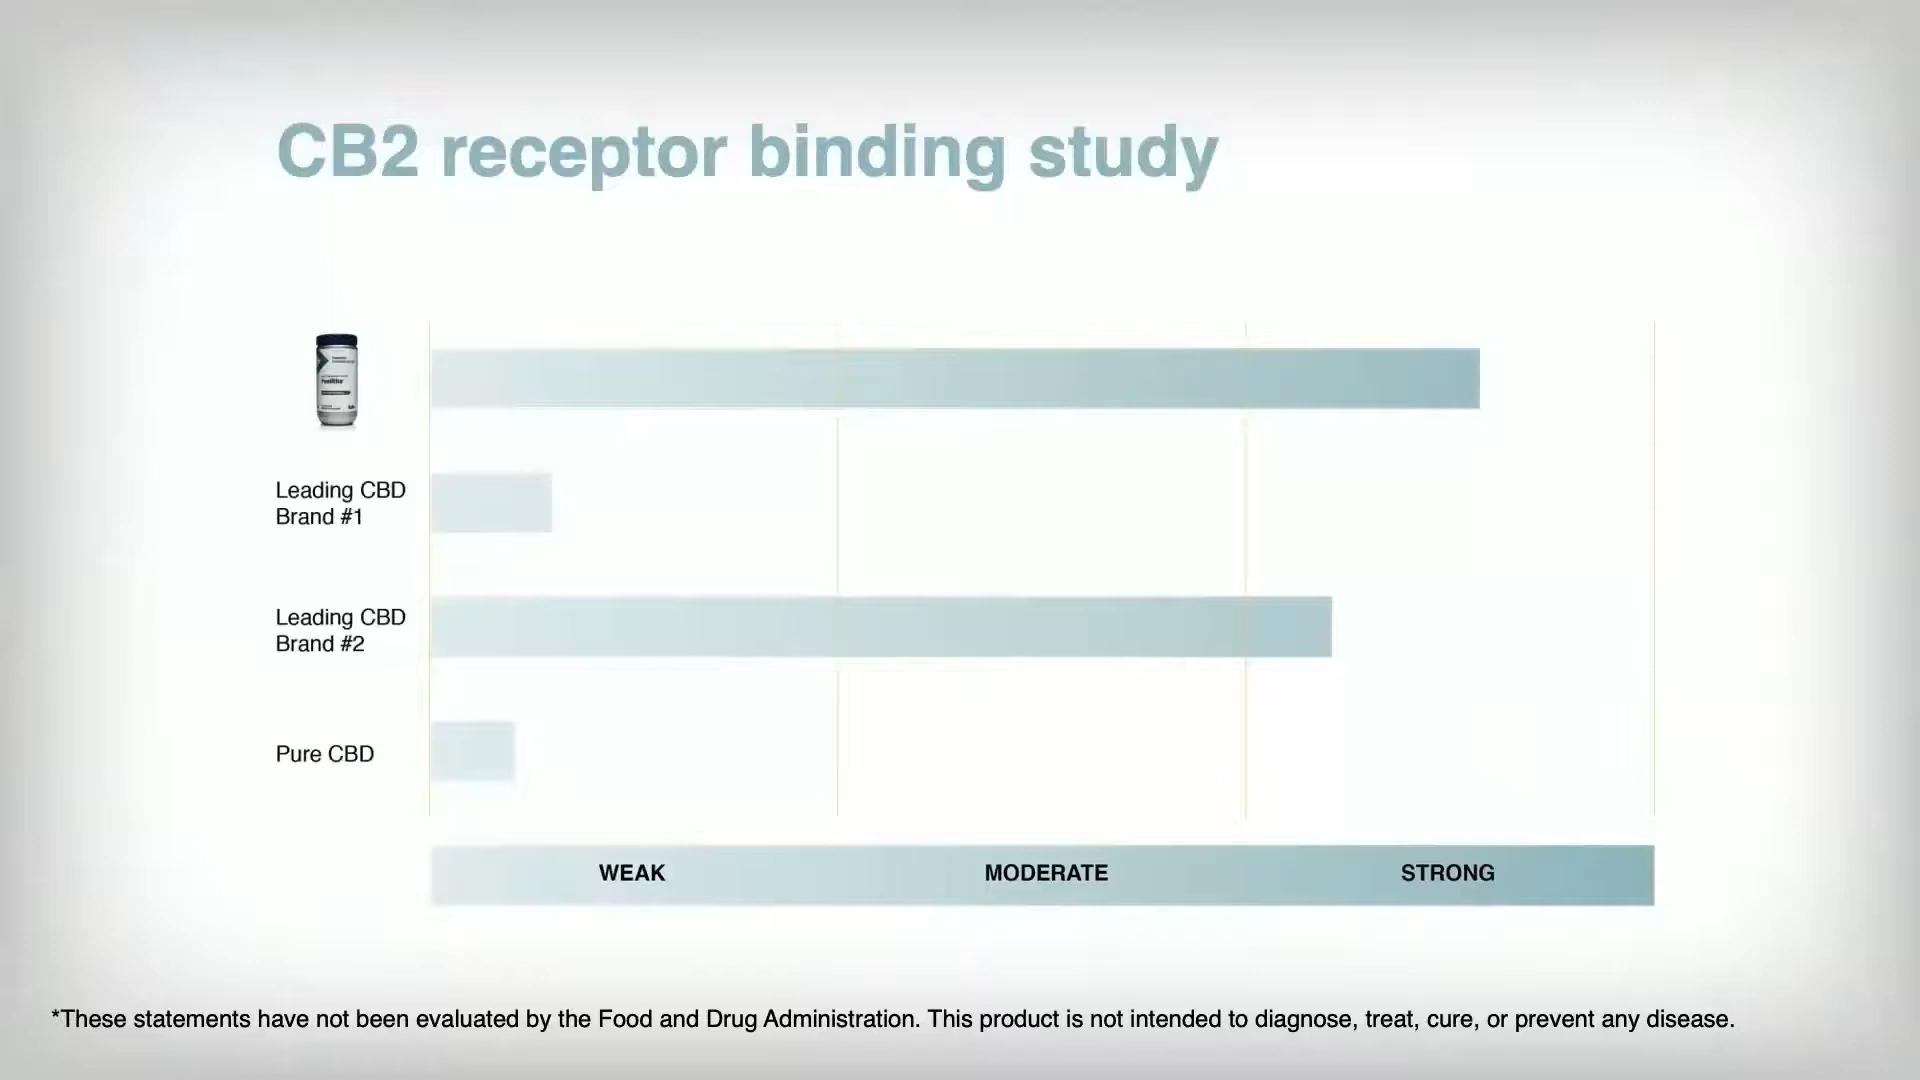 CB2 receptor binding study
Leading CBD
Brand #1
Leading CBD
Brand #2
Pure CBD
WEAK MODERATE STRONG
*These statements have not been evaluated by the Food and Drug Administration. This product is not intended to diagnose, treat, cure, or prevent any disease.